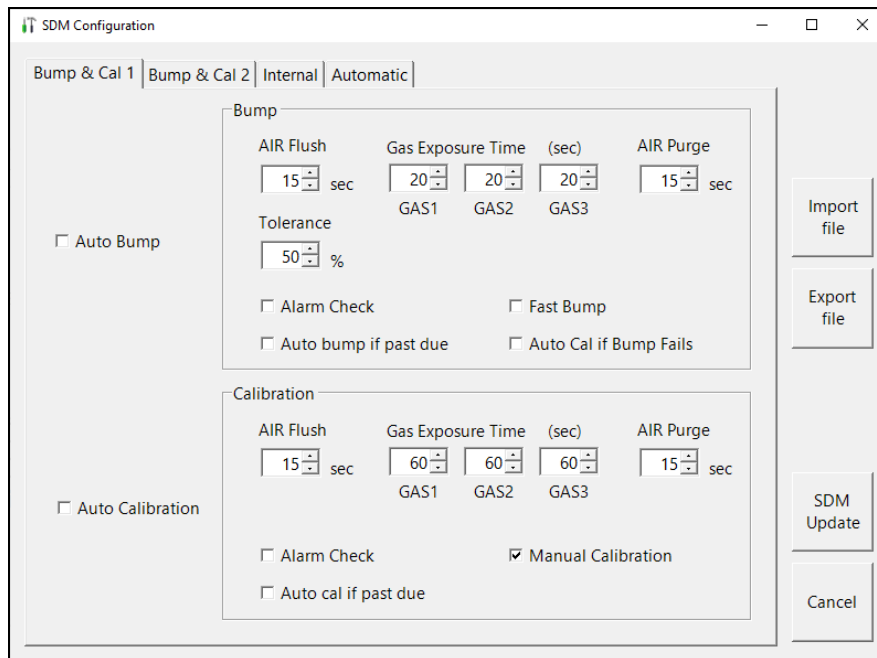 SDM Configuration
Bump & Cal 1 Bump & Cal 2 Internal Automatic
Bump
AIR Flush Gas Exposure Time (sec) AIR Purge
15 sec 20 20 20 15 sec
GAS1 GAS2 GAS3
Tolerance
50 %
Auto Bump
Alarm Check Fast Bump
Auto bump if past due Auto Cal if Bump Fails
Calibration
AIR Flush Gas Exposure Time (sec) AIR Purge
15 sec 60 60 60 15 sec
GAS1 GAS2 GAS3
Auto Calibration
Alarm Check Manual Calibration
Auto cal if past due
Import
file
Export
file
SDM
Update
Cancel